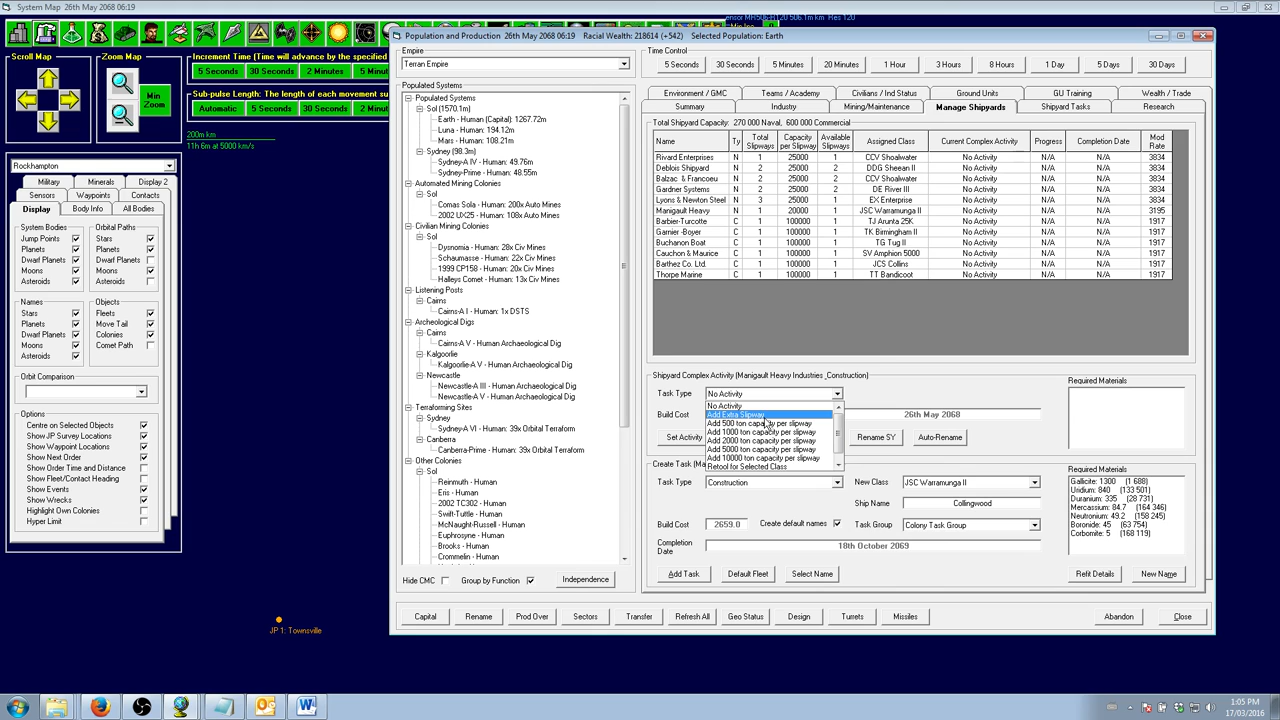 System Map  26th May 2068 06:19
Scroll Map
Zoom Map
Min Zoom
Increment Time (Time will advance by the specified
5 Seconds 30 Seconds 2 Minutes 5 Minut
Sub-pulse Length: The length of each movement su
Automatic 5 Seconds 30 Seconds 2 Minut
200m km
11h 6m at 5000 km/s
Rockhampton
Military Minerals Display 2
Sensors Waypoints Contacts
Display Body Info All Bodies
System Bodies
Jump Points
Planets
Dwarf Planets
Moons
Asteroids
Orbital Paths
Stars
Planets
Dwarf Planets
Moons
Asteroids
Names
Stars
Planets
Dwarf Planets
Moons
Asteroids
Objects
Fleets
Move Tail
Colonies
Comet Path
Orbit Comparison
Options
Centre on Selected Object
Show JP Survey Locations
Show Waypoint Locations
Show Next Order
Show Order Time and Distance
Show Fleet/Contact Heading
Show Events
Show Wrecks
Highlight Own Colonies
Hyper Limit
JP 1: Townsville
ensor MR506-R120 506.1m km  Res 120
Population and Production  26th May 2068 06:19  Racial Wealth: 218614 (+542)  Selected Population: Earth
Empire
Terran Empire
Populated Systems
Populated Systems
Sol (1570.1m)
Earth - Human (Capital): 1267.72m
Luna - Human: 194.12m
Mars - Human: 108.21m
Sydney (98.3m)
Sydney-A IV - Human: 49.76m
Sydney-Prime - Human: 48.55m
Automated Mining Colonies
Sol
Comas Sola - Human: 200x Auto Mines
2002 UX25 - Human: 108x Auto Mines
Civilian Mining Colonies
Sol
Dysnomia - Human: 28x Civ Mines
Schaumasse - Human: 22x Civ Mines
1999 CP158 - Human: 20x Civ Mines
Halleys Comet - Human: 13x Civ Mines
Listening Posts
Cairns
Cairns-A I - Human: 1x DSTS
Archeological Digs
Cairns
Cairns-A V - Human Archaeological Dig
Kalgoorlie
Kalgoorlie-A V - Human Archaeological Dig
Newcastle
Newcastle-A III - Human Archaeological Dig
Newcastle-A V - Human Archaeological Dig
Terraforming Sites
Sydney
Sydney-A VI - Human: 39x Orbital Terraform
Canberra
Canberra-Prime - Human: 39x Orbital Terraform
Other Colonies
Sol
Reinmuth - Human
Eris - Human
2002 TC302 - Human
Swift-Tuttle - Human
McNaught-Russell - Human
Euphrosyne - Human
Brooks - Human
Crommelin - Human
Hide CMC
Group by Function
Independence
Time Control
5 Seconds 30 Seconds 5 Minutes 20 Minutes 1 Hour 3 Hours 8 Hours 1 Day 5 Days 30 Days
Environment / GMC Teams / Academy Civilians / Ind Status Ground Units GU Training Wealth / Trade
Summary Industry Mining/Maintenance Manage Shipyards Shipyard Tasks Research
Total Shipyard Capacity:  270 000 Naval,  600 000 Commercial
Name Ty Total Slipways Capacity per Slipway Available Slipways Assigned Class Current Complex Activity Progress Completion Date Mod Rate
Rivard Enterprises N 1 25000 1 CCV Shoalwater No Activity N/A N/A 3834
Deblois Shipyard N 2 25000 2 DDG Sheean II No Activity N/A N/A 3834
Balzac & Francoeu N 2 25000 2 CCV Shoalwater No Activity N/A N/A 3834
Gardner Systems N 2 25000 2 DE River III No Activity N/A N/A 3834
Lyons & Newton Steel N 3 25000 3 EX Enterprise No Activity N/A N/A 3834
Manigault Heavy N 1 20000 1 JSC Warramunga II No Activity N/A N/A 3195
Barbier-Turcotte C 1 100000 1 TJ Arunta 25K No Activity N/A N/A 1917
Garnier -Boyer C 1 100000 1 TK Birmingham II No Activity N/A N/A 1917
Buchanon Boat C 1 100000 1 TG Tug II No Activity N/A N/A 1917
Cauchon & Maurice C 1 100000 1 SV Amphion 5000 No Activity N/A N/A 1917
Barthez Co. Ltd. C 1 100000 1 JCS Collins No Activity N/A N/A 1917
Thorpe Marine C 1 100000 1 TT Bandicoot No Activity N/A N/A 1917
Shipyard Complex Activity (Manigault Heavy Industries _Construction)
Task Type No Activity
No Activity
Add Extra Slipway
Add 500 ton capacity per slipway
Add 1000 ton capacity per slipway
Add 2000 ton capacity per slipway
Add 5000 ton capacity per slipway
Add 10000 ton capacity per slipway
Retool for Selected Class
Build Cost
26th May 2068
Set Activity
Rename SY
Auto-Rename
Required Materials
Create Task (Ma
Task Type Construction New Class JSC Warramunga II
Ship Name Collingwood
Build Cost 2659.0 Create default names Task Group Colony Task Group
Completion Date 18th October 2069
Required Materials
Gallicite: 1300 (1 688)
Uridium: 840 (133 501)
Duranium: 335 (28 731)
Mercassium: 84.7 (164 346)
Neutronium: 49.2 (158 245)
Boronide: 45 (63 754)
Corbomite: 5 (168 119)
Add Task Default Fleet Select Name Refit Details New Name
Capital Rename Prod Over Sectors Transfer Refresh All Geo Status Design Turrets Missiles Abandon Close
1:05 PM
17/03/2016